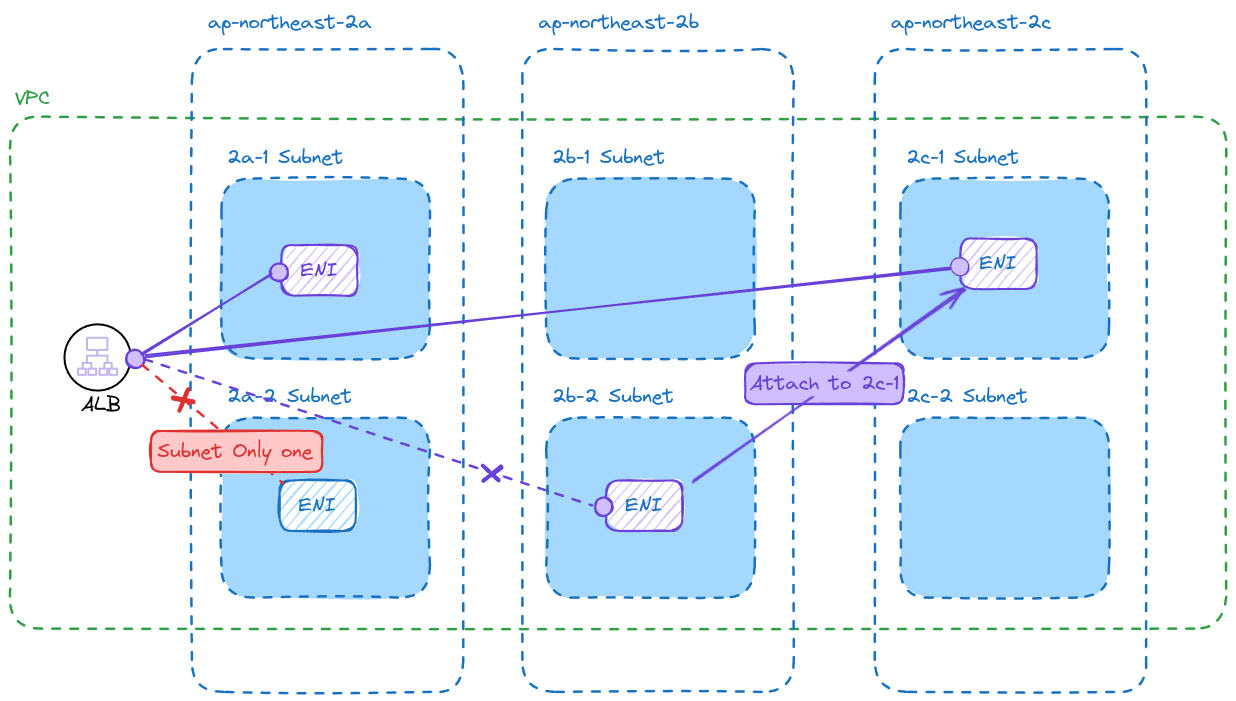 ap-northeast-2a
ap-northeast-2b
ap-northeast-2c
VPC
2a-1 Subnet
2b-1 Subnet
2c-1 Subnet
ENI
ENI
ALB
Attach to 2c-1
2a-2 Subnet
2b-2 Subnet
2c-2 Subnet
Subnet Only one
ENI
ENI